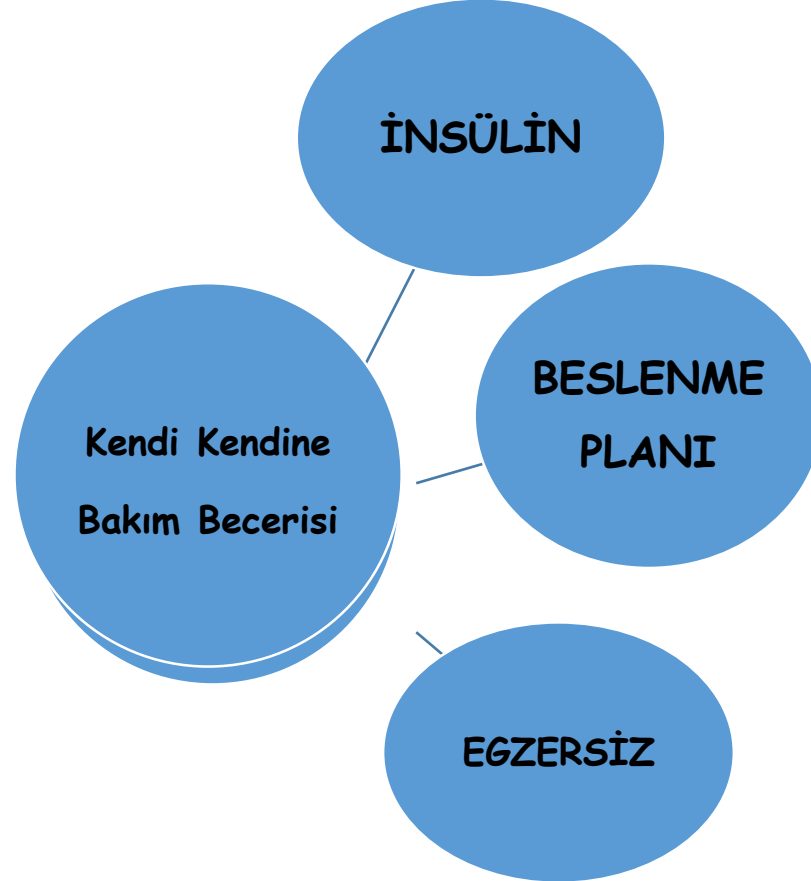 İNSÜLİN
BESLENME
PLANI
Kendi Kendine
Bakım Becerisi
EGZERSİZ